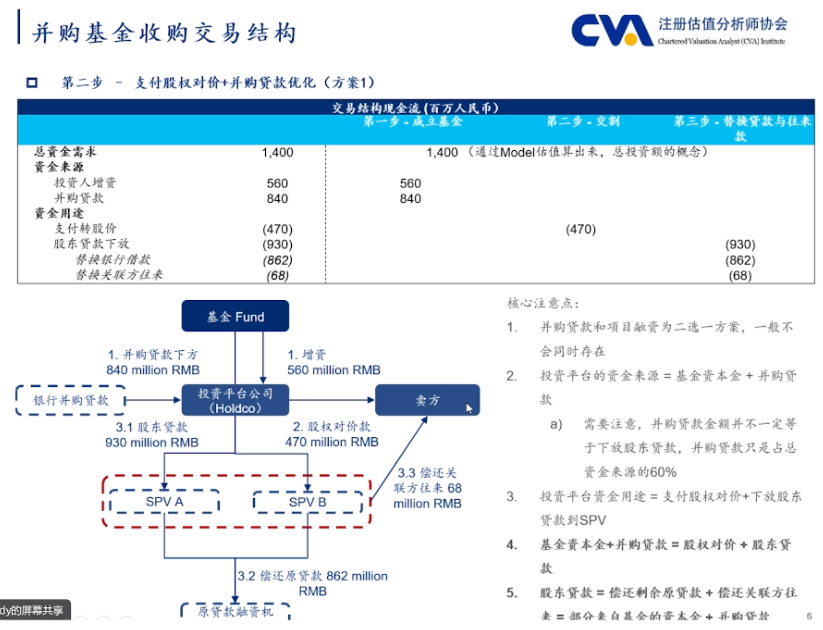 并购基金收购交易结构
CVA
注册估值分析师协会
Chartered Valuation Analyst (CVA) Institute
第二步 - 支付股权对价+并购贷款优化（方案1）
交易结构现金流 (百万人民币)
第一步 - 成立基金 第二步 - 交割 第三步 - 替换贷款与往来
款
总资金需求 1,400 1,400 （通过Model估值算出来，总投资额的概念）
资金来源
投资人增资 560 560
并购贷款 840 840
资金用途
支付转股价 (470) (470)
股东贷款下放 (930) (930)
替换银行借款 (862) (862)
替换关联方往来 (68) (68)
基金 Fund
1. 并购贷款下方
840 million RMB
1. 增资
560 million RMB
银行并购贷款
投资平台公司
（Holdco）
卖方
3.1 股东贷款
930 million RMB
2. 股权对价款
470 million RMB
3.3 偿还关
联方往来 68
million RMB
SPV A
SPV B
3.2 偿还原贷款 862 million
RMB
原贷款融资机
核心注意点：
1. 并购贷款和项目融资为二选一方案，一般不
会同时存在
2. 投资平台的资金来源 = 基金资本金 + 并购贷
款
a) 需要注意，并购贷款金额并不一定等
于下放股东贷款，并购贷款只是占总
资金来源的60%
3. 投资平台资金用途 = 支付股权对价+下放股东
贷款到SPV
4. 基金资本金+并购贷款 = 股权对价 + 股东贷
款
5. 股东贷款 = 偿还剩余原贷款 + 偿还关联方往
来 = 部分来自基金的资本金 + 并购贷款
dy的屏幕共享
6